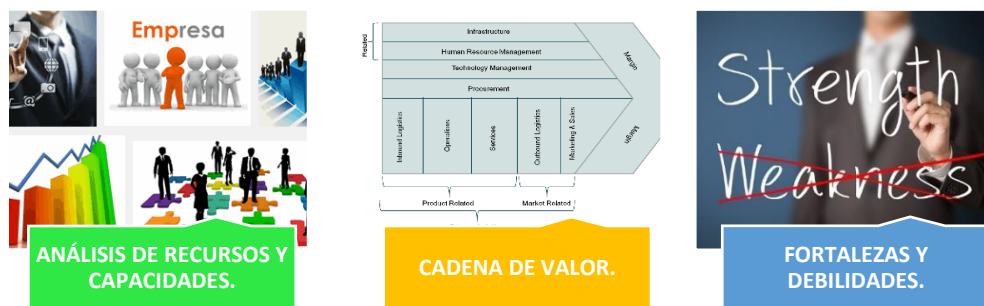 Empresa
@
ANÁLISIS DE RECURSOS Y
CAPACIDADES.
Related
Infrastructure
Human Resource Management
Technology Management
Procurement
Inbound Logistics
Operations
Services
Outbound Logistics
Marketing & Sales
Margin
Margin
Product Related
Market Related
CADENA DE VALOR.
Strength
Weakness
FORTALEZAS Y
DEBILIDADES.